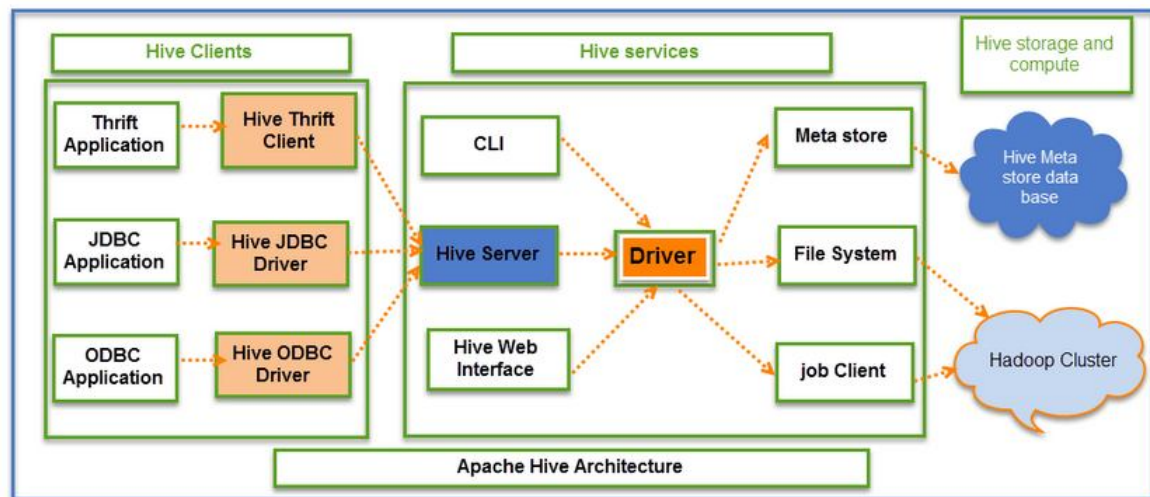 Hive Clients
Hive services
Hive storage and
compute
Thrift
Application
Hive Thrift
Client
CLI
Meta store
Hive Meta
store data
base
JDBC
Application
Hive JDBC
Driver
Hive Server
Driver
File System
ODBC
Application
Hive ODBC
Driver
Hive Web
Interface
job Client
Hadoop Cluster
Apache Hive Architecture